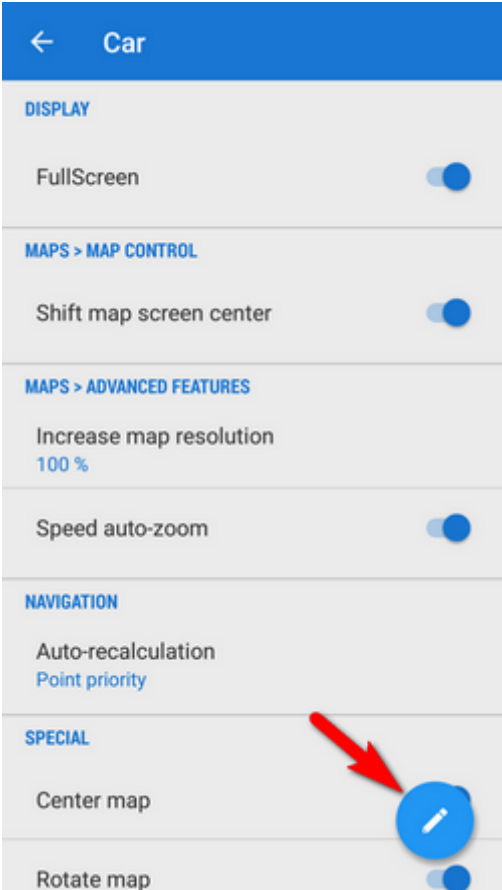 Car
DISPLAY
FullScreen
MAPS > MAP CONTROL
Shift map screen center
MAPS > ADVANCED FEATURES
Increase map resolution
100 %
Speed auto-zoom
NAVIGATION
Auto-recalculation
Point priority
SPECIAL
Center map
Rotate map